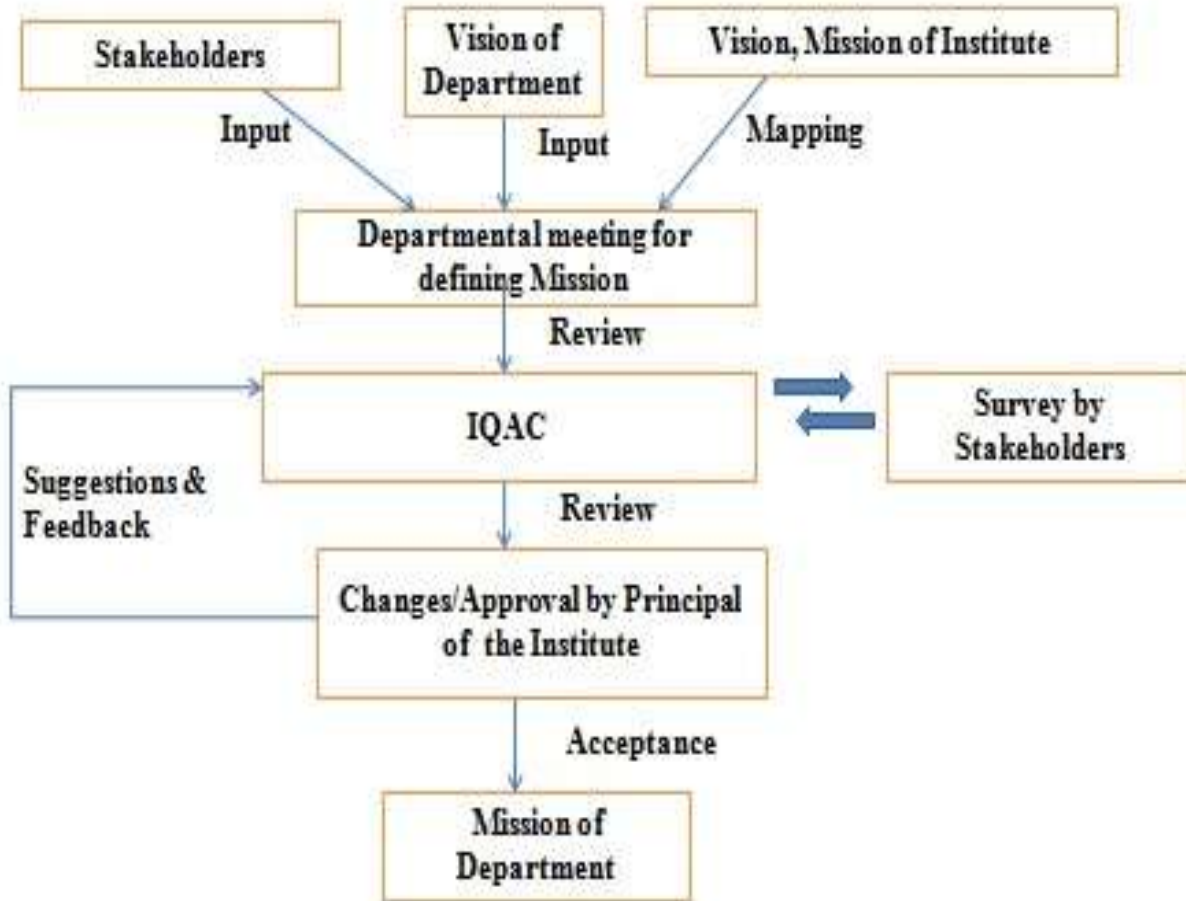 Stakeholders
Vision of
Department
Vision, Mission of Institute
Input
Input
Mapping
Departmental meeting for
defining Mission
Review
IQAC
Survey by
Stakeholders
Suggestions &
Feedback
Review
Changes/Approval by Principal
of the Institute
Acceptance
Mission of
Department